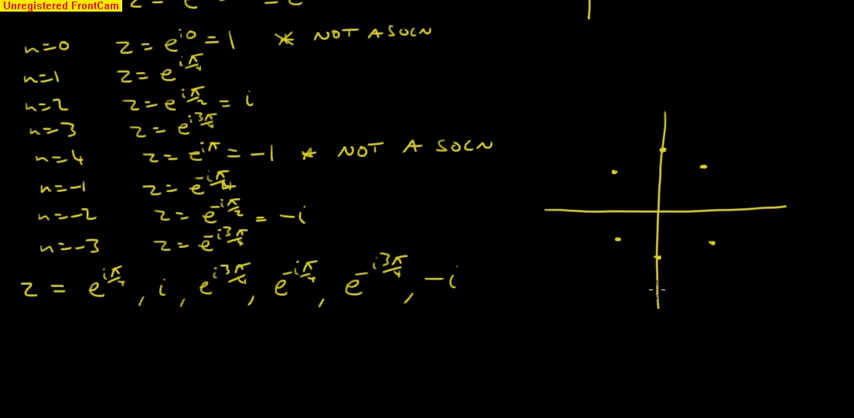 Unregistered FrontCam
n=0 z = e^{i0} = 1 * NOT A SOLN
n=1 z = e^{iπ/4}
n=2 z = e^{iπ/2} = i
n=3 z = e^{i3π/4}
n=4 z = e^{iπ} = -1 * NOT A SOLN
n=-1 z = e^{-iπ/4}
n=-2 z = e^{-iπ/2} = -i
n=-3 z = e^{-i3π/4}
z = e^{iπ/4}, i, e^{i3π/4}, e^{-iπ/4}, e^{-i3π/4}, -i